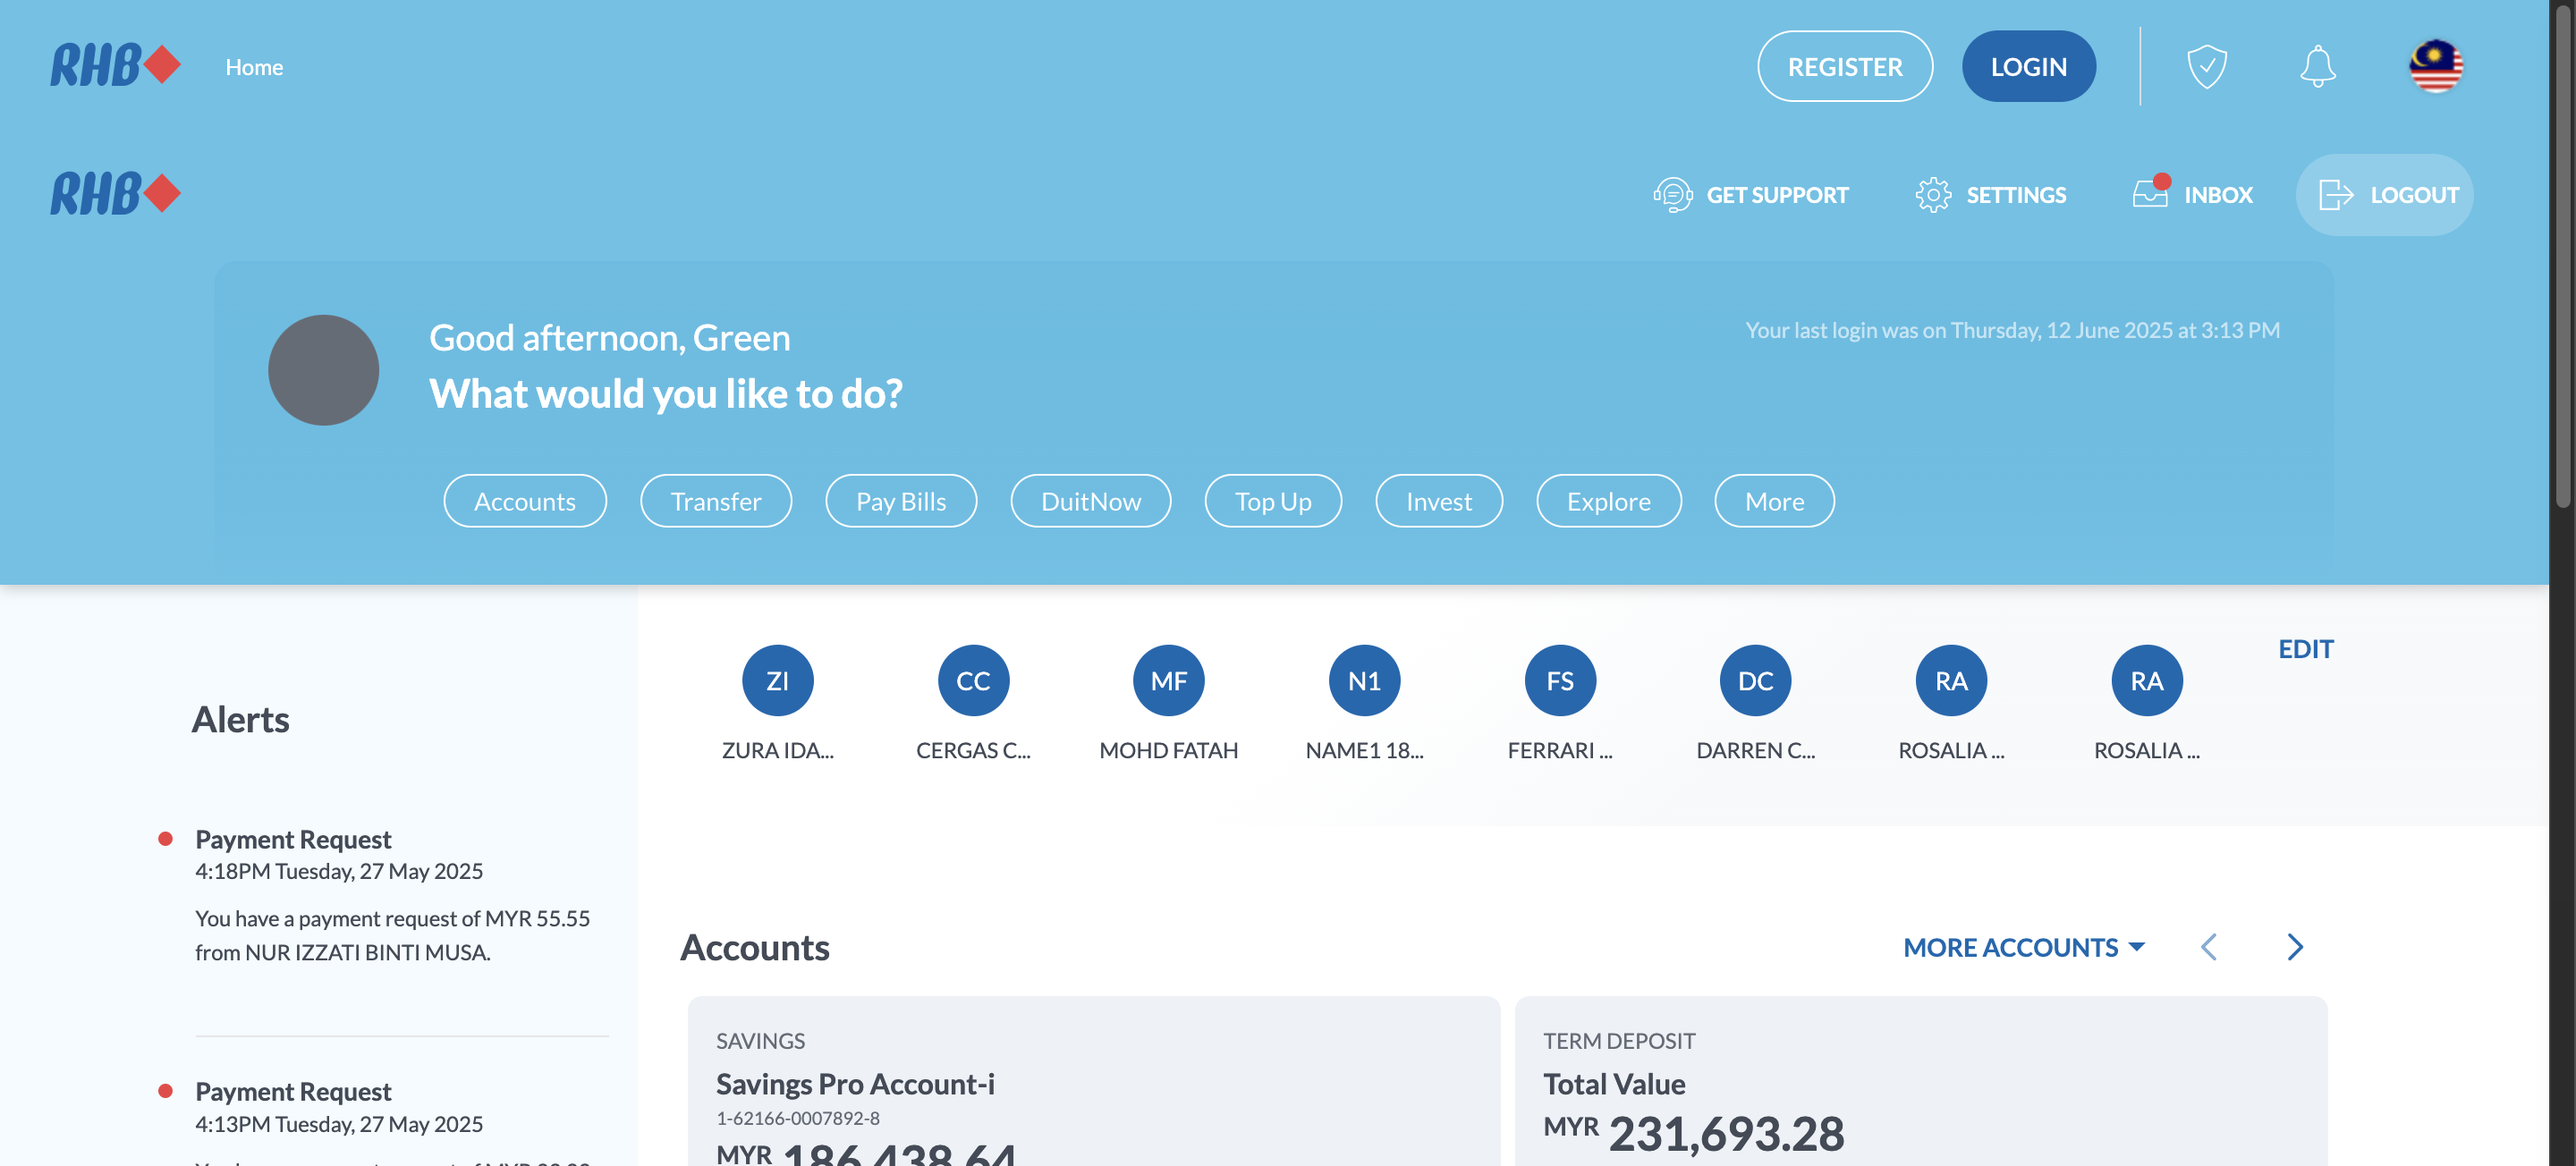 RHB
Home
REGISTER
LOGIN
RHB
GET SUPPORT
SETTINGS
INBOX
LOGOUT
Good afternoon, Green
Your last login was on Thursday, 12 June 2025 at 3:13 PM
What would you like to do?
Accounts
Transfer
Pay Bills
DuitNow
Top Up
Invest
Explore
More
EDIT
ZI
CC
MF
N1
FS
DC
RA
RA
ZURA IDA...
CERGAS C...
MOHD FATAH
NAME1 18...
FERRARI ...
DARREN C...
ROSALIA ...
ROSALIA ...
Alerts
Payment Request
4:18PM Tuesday, 27 May 2025
You have a payment request of MYR 55.55
from NUR IZZATI BINTI MUSA.
Payment Request
4:13PM Tuesday, 27 May 2025
Accounts
MORE ACCOUNTS
SAVINGS
Savings Pro Account-i
1-62166-0007892-8
MYR 186,438.64
TERM DEPOSIT
Total Value
MYR 231,693.28